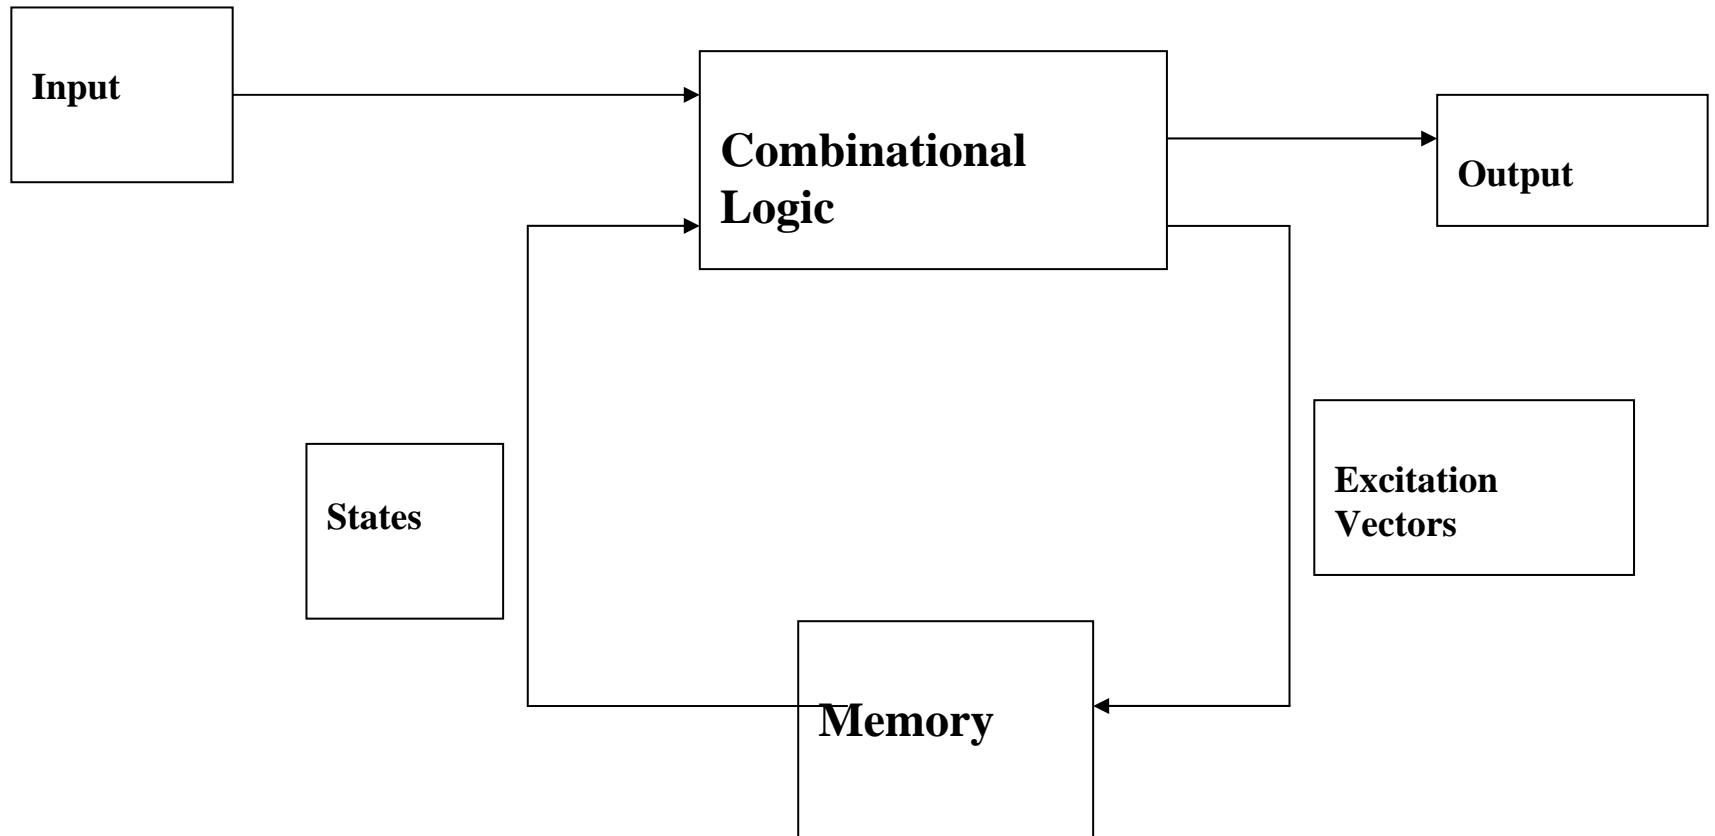 Input
Combinational
Logic
Output
States
Excitation
Vectors
Memory